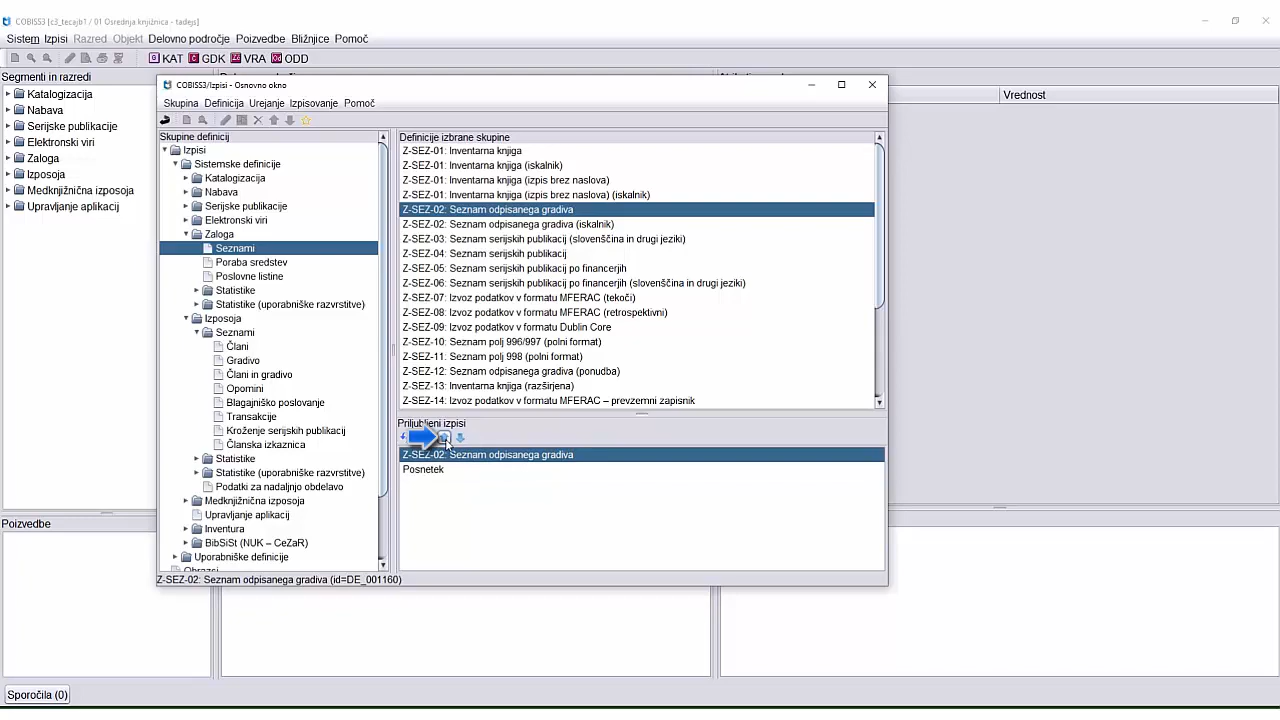 COBISS3 [c3_tecajb1 / 01 Osrednja knjižnica - tadejs]
Sistem Izpisi Razred Objekt Delovno področje Poizvedbe Bližnjice Pomoč
KAT GDK VRA ODD
Segmenti in razredi
Katalogizacija
Nabava
Serijske publikacije
Elektronski viri
Zaloga
Izposoja
Medknjižnična izposoja
Upravljanje aplikacij
Vrednost
COBISS3/Izpisi - Osnovno okno
Skupina Definicija Urejanje Izpisovanje Pomoč
Skupine definicij
Izpisi
Sistemske definicije
Katalogizacija
Nabava
Serijske publikacije
Elektronski viri
Zaloga
Seznami
Poraba sredstev
Poslovne listine
Statistike
Statistike (uporabniške razvrstitve)
Izposoja
Seznami
Člani
Gradivo
Člani in gradivo
Opomini
Blagajniško poslovanje
Transakcije
Kroženje serijskih publikacij
Članska izkaznica
Statistike
Statistike (uporabniške razvrstitve)
Podatki za nadaljnjo obdelavo
Medknjižnična izposoja
Upravljanje aplikacij
Inventura
BibSiSt (NUK – CeZaR)
Uporabniške definicije
Obrazci
Definicije izbrane skupine
Z-SEZ-01: Inventarna knjiga
Z-SEZ-01: Inventarna knjiga (iskalnik)
Z-SEZ-01: Inventarna knjiga (izpis brez naslova)
Z-SEZ-01: Inventarna knjiga (izpis brez naslova) (iskalnik)
Z-SEZ-02: Seznam odpisanega gradiva
Z-SEZ-02: Seznam odpisanega gradiva (iskalnik)
Z-SEZ-03: Seznam serijskih publikacij (slovenščina in drugi jeziki)
Z-SEZ-04: Seznam serijskih publikacij
Z-SEZ-05: Seznam serijskih publikacij po financerjih
Z-SEZ-06: Seznam serijskih publikacij po financerjih (slovenščina in drugi jeziki)
Z-SEZ-07: Izvoz podatkov v formatu MFERAC (tekoči)
Z-SEZ-08: Izvoz podatkov v formatu MFERAC (retrospektivni)
Z-SEZ-09: Izvoz podatkov v formatu Dublin Core
Z-SEZ-10: Seznam polj 996/997 (polni format)
Z-SEZ-11: Seznam polj 998 (polni format)
Z-SEZ-12: Seznam odpisanega gradiva (ponudba)
Z-SEZ-13: Inventarna knjiga (razširjena)
Z-SEZ-14: Izvoz podatkov v formatu MFERAC – prevzemni zapisnik
Priljubljeni izpisi
Z-SEZ-02: Seznam odpisanega gradiva
Posnetek
Z-SEZ-02: Seznam odpisanega gradiva (id=DE_001160)
Poizvedbe
Sporočila (0)